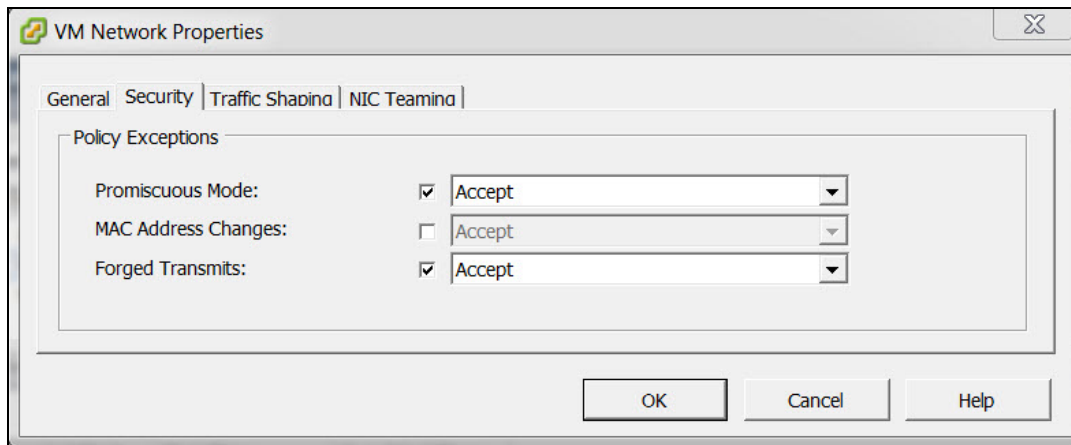 VM Network Properties
General Security Traffic Shaping NIC Teaming
Policy Exceptions
Promiscuous Mode: Accept
MAC Address Changes: Accept
Forged Transmits: Accept
OK Cancel Help